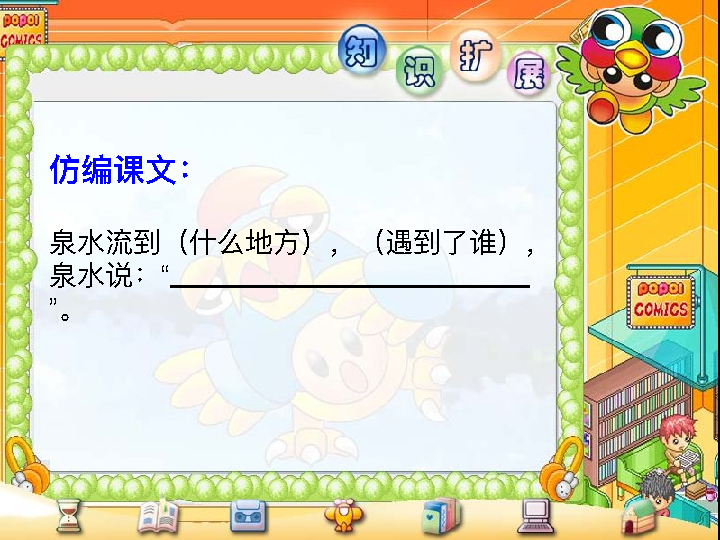 popoi
COMICS
知识扩展
仿编课文：
泉水流到（什么地方），（遇到了谁），
泉水说：“
”。
popoi
COMICS